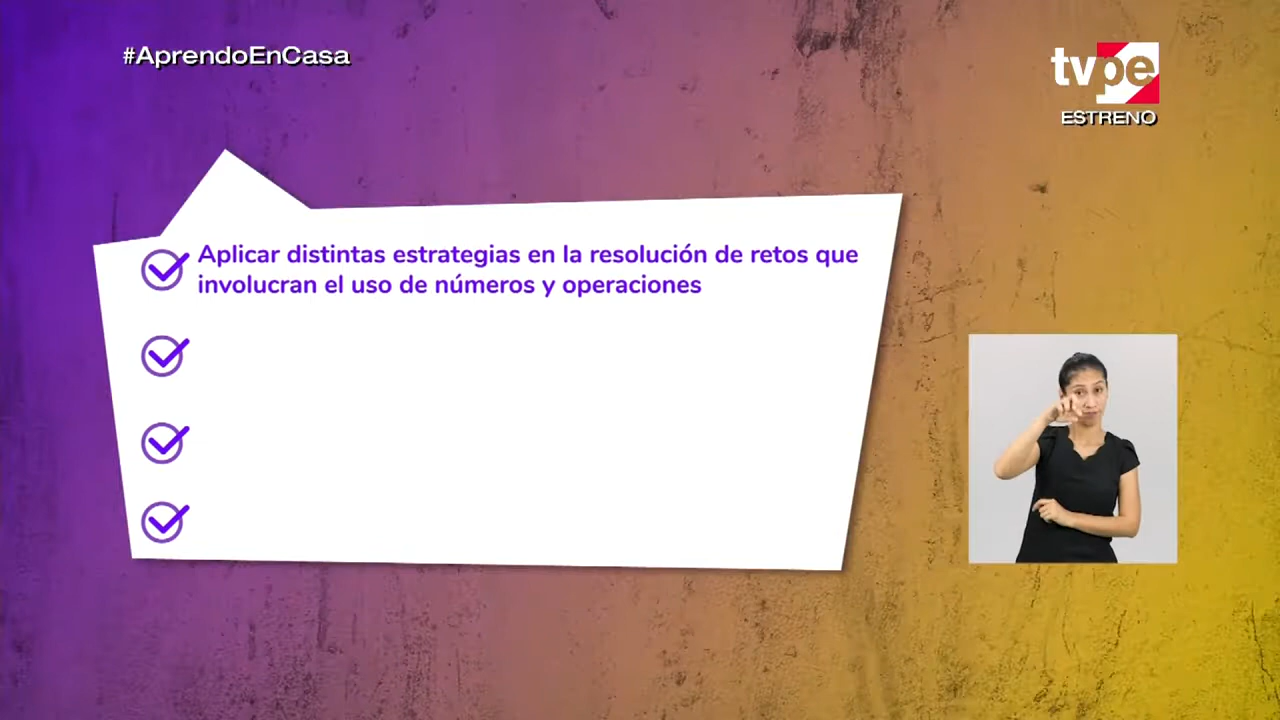 #AprendoEnCasa
tvpe
ESTRENO
Aplicar distintas estrategias en la resolución de retos que
involucran el uso de números y operaciones